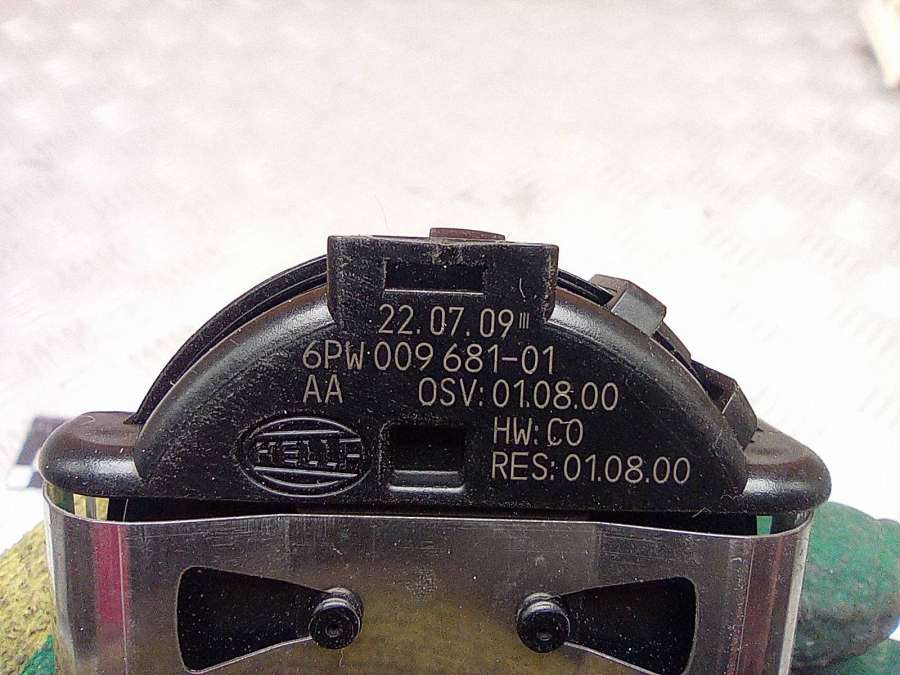 22.07.09
6PW 009 681-01
AA OSV: 01.08.00
HW: C0
RES: 01.08.00
HELLA